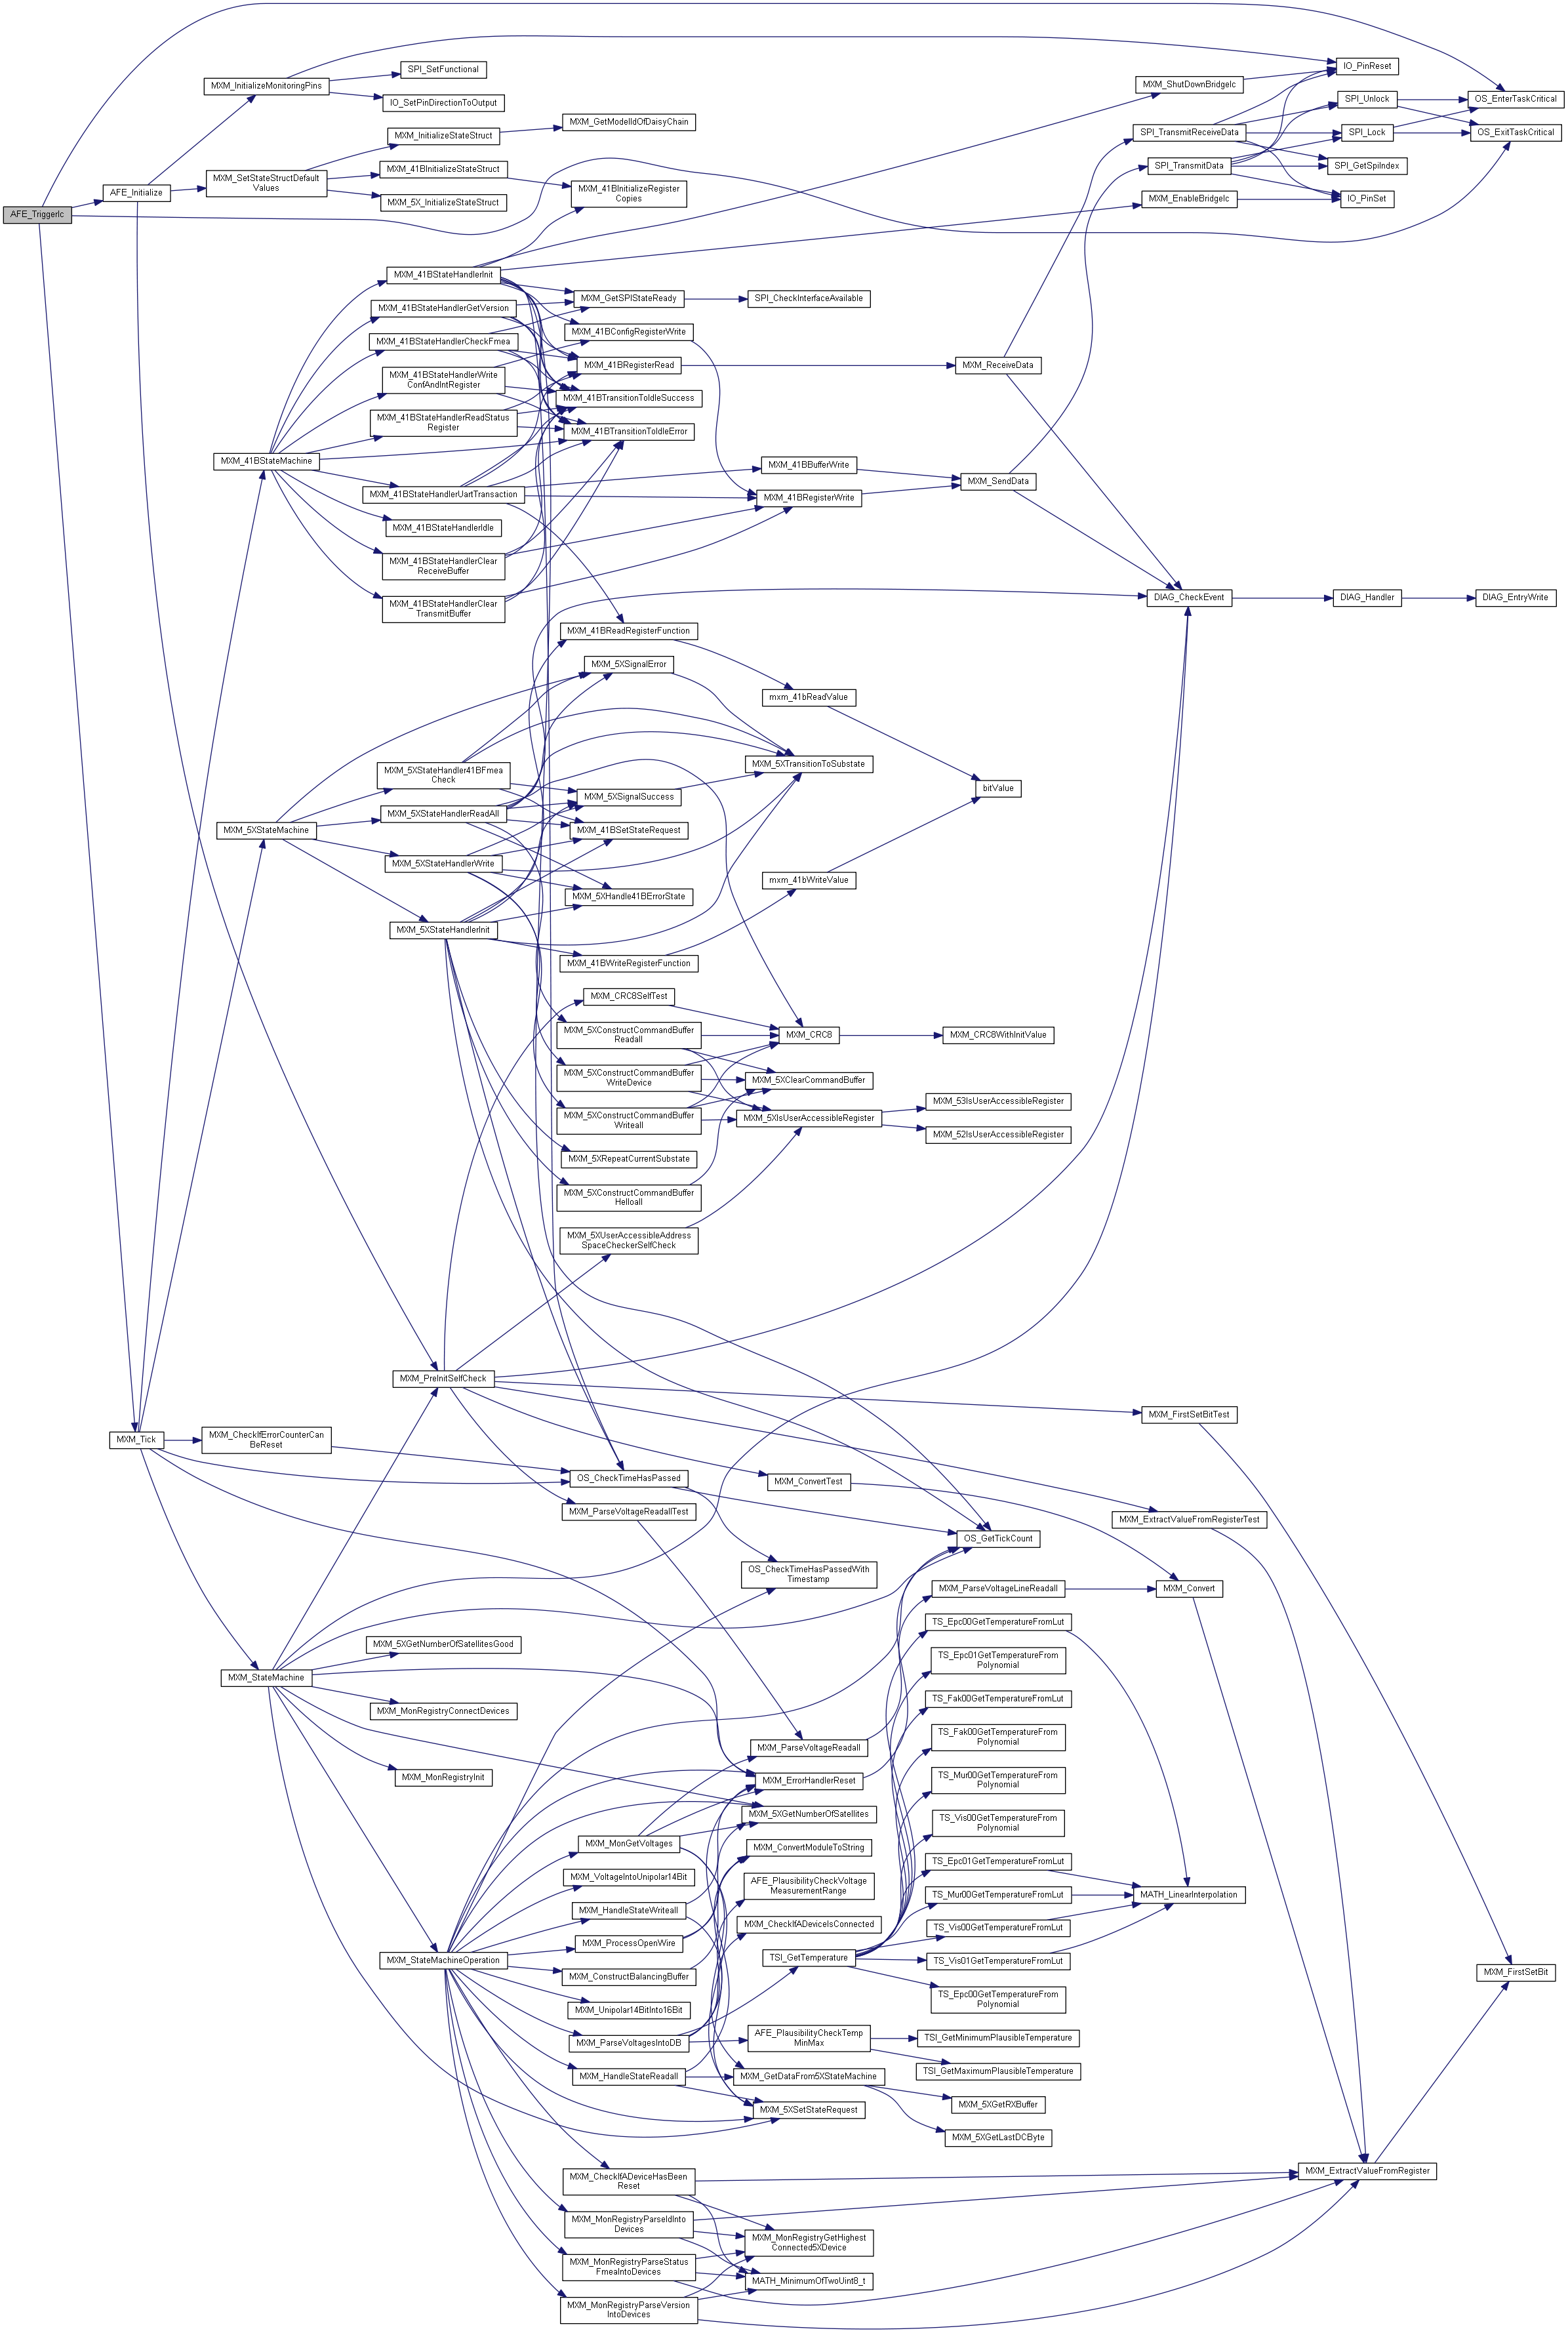 AFE_TriggerIc
AFE_Initialize
MXM_Tick
MXM_InitializeMonitoringPins
MXM_SetStateStructDefault
Values
MXM_41BStateMachine
MXM_5XStateMachine
MXM_CheckIfErrorCounterCan
BeReset
MXM_StateMachine
SPI_SetFunctional
IO_SetPinDirectionToOutput
MXM_InitializeStateStruct
MXM_41BInitializeStateStruct
MXM_5X_InitializeStateStruct
MXM_41BStateHandlerInit
MXM_41BStateHandlerGetVersion
MXM_41BStateHandlerCheckFmea
MXM_41BStateHandlerWrite
ConfAndIntRegister
MXM_41BStateHandlerReadStatus
Register
MXM_41BStateHandlerUartTransaction
MXM_41BStateHandlerIdle
MXM_41BStateHandlerClear
ReceiveBuffer
MXM_41BStateHandlerClear
TransmitBuffer
MXM_5XStateHandler41BFmea
Check
MXM_5XStateHandlerReadAll
MXM_5XStateHandlerWrite
MXM_5XStateHandlerInit
MXM_PreInitSelfCheck
MXM_5XGetNumberOfSatellitesGood
MXM_MonRegistryConnectDevices
MXM_MonRegistryInit
MXM_StateMachineOperation
MXM_GetModelIdOfDaisyChain
MXM_41BInitializeRegister
Copies
MXM_GetSPIStateReady
MXM_41BConfigRegisterWrite
MXM_41BRegisterRead
MXM_41BTransitionToIdleSuccess
MXM_41BTransitionToIdleError
MXM_41BReadRegisterFunction
MXM_5XSignalError
MXM_5XSignalSuccess
MXM_41BSetStateRequest
MXM_5XHandle41BErrorState
MXM_41BWriteRegisterFunction
MXM_CRC8SelfTest
MXM_5XConstructCommandBuffer
Readall
MXM_5XConstructCommandBuffer
WriteDevice
MXM_5XConstructCommandBuffer
Writeall
MXM_5XRepeatCurrentSubstate
MXM_5XConstructCommandBuffer
Helloall
MXM_5XUserAccessibleAddress
SpaceCheckerSelfCheck
OS_CheckTimeHasPassed
MXM_ParseVoltageReadallTest
MXM_MonGetVoltages
MXM_VoltageIntoUnipolar14Bit
MXM_HandleStateWriteall
MXM_ProcessOpenWire
MXM_ConstructBalancingBuffer
MXM_Unipolar14BitInto16Bit
MXM_ParseVoltagesIntoDB
MXM_HandleStateReadall
MXM_CheckIfADeviceHasBeen
Reset
MXM_MonRegistryParseIdInto
Devices
MXM_MonRegistryParseStatus
FmeaIntoDevices
MXM_MonRegistryParseVersion
IntoDevices
SPI_CheckInterfaceAvailable
MXM_41BBufferWrite
MXM_41BRegisterWrite
mxm_41bReadValue
MXM_5XTransitionToSubstate
mxm_41bWriteValue
MXM_CRC8
MXM_5XClearCommandBuffer
MXM_5XIsUserAccessibleRegister
MXM_ConvertTest
OS_CheckTimeHasPassedWith
Timestamp
MXM_ParseVoltageReadall
MXM_ErrorHandlerReset
MXM_5XGetNumberOfSatellites
MXM_ConvertModuleToString
AFE_PlausibilityCheckVoltage
MeasurementRange
MXM_CheckIfADeviceIsConnected
TSI_GetTemperature
AFE_PlausibilityCheckTemp
MinMax
MXM_GetDataFrom5XStateMachine
MXM_5XSetStateRequest
MXM_MonRegistryGetHighest
Connected5XDevice
MATH_MinimumOfTwoUint8_t
MXM_ReceiveData
MXM_SendData
bitValue
MXM_CRC8WithInitValue
MXM_53IsUserAccessibleRegister
MXM_52IsUserAccessibleRegister
OS_GetTickCount
MXM_ParseVoltageLineReadall
TS_Epc00GetTemperatureFromLut
TS_Epc01GetTemperatureFrom
Polynomial
TS_Fak00GetTemperatureFromLut
TS_Fak00GetTemperatureFrom
Polynomial
TS_Mur00GetTemperatureFrom
Polynomial
TS_Vis00GetTemperatureFrom
Polynomial
TS_Epc01GetTemperatureFromLut
TS_Mur00GetTemperatureFromLut
TS_Vis00GetTemperatureFromLut
TS_Vis01GetTemperatureFromLut
TS_Epc00GetTemperatureFrom
Polynomial
TSI_GetMinimumPlausibleTemperature
TSI_GetMaximumPlausibleTemperature
MXM_5XGetRXBuffer
MXM_5XGetLastDCByte
MXM_ShutDownBridgeIc
SPI_TransmitReceiveData
SPI_TransmitData
MXM_EnableBridgeIc
DIAG_CheckEvent
MXM_FirstSetBitTest
MXM_ExtractValueFromRegisterTest
MXM_Convert
MATH_LinearInterpolation
IO_PinReset
SPI_Unlock
SPI_Lock
SPI_GetSpiIndex
IO_PinSet
DIAG_Handler
MXM_ExtractValueFromRegister
OS_EnterTaskCritical
OS_ExitTaskCritical
DIAG_EntryWrite
MXM_FirstSetBit